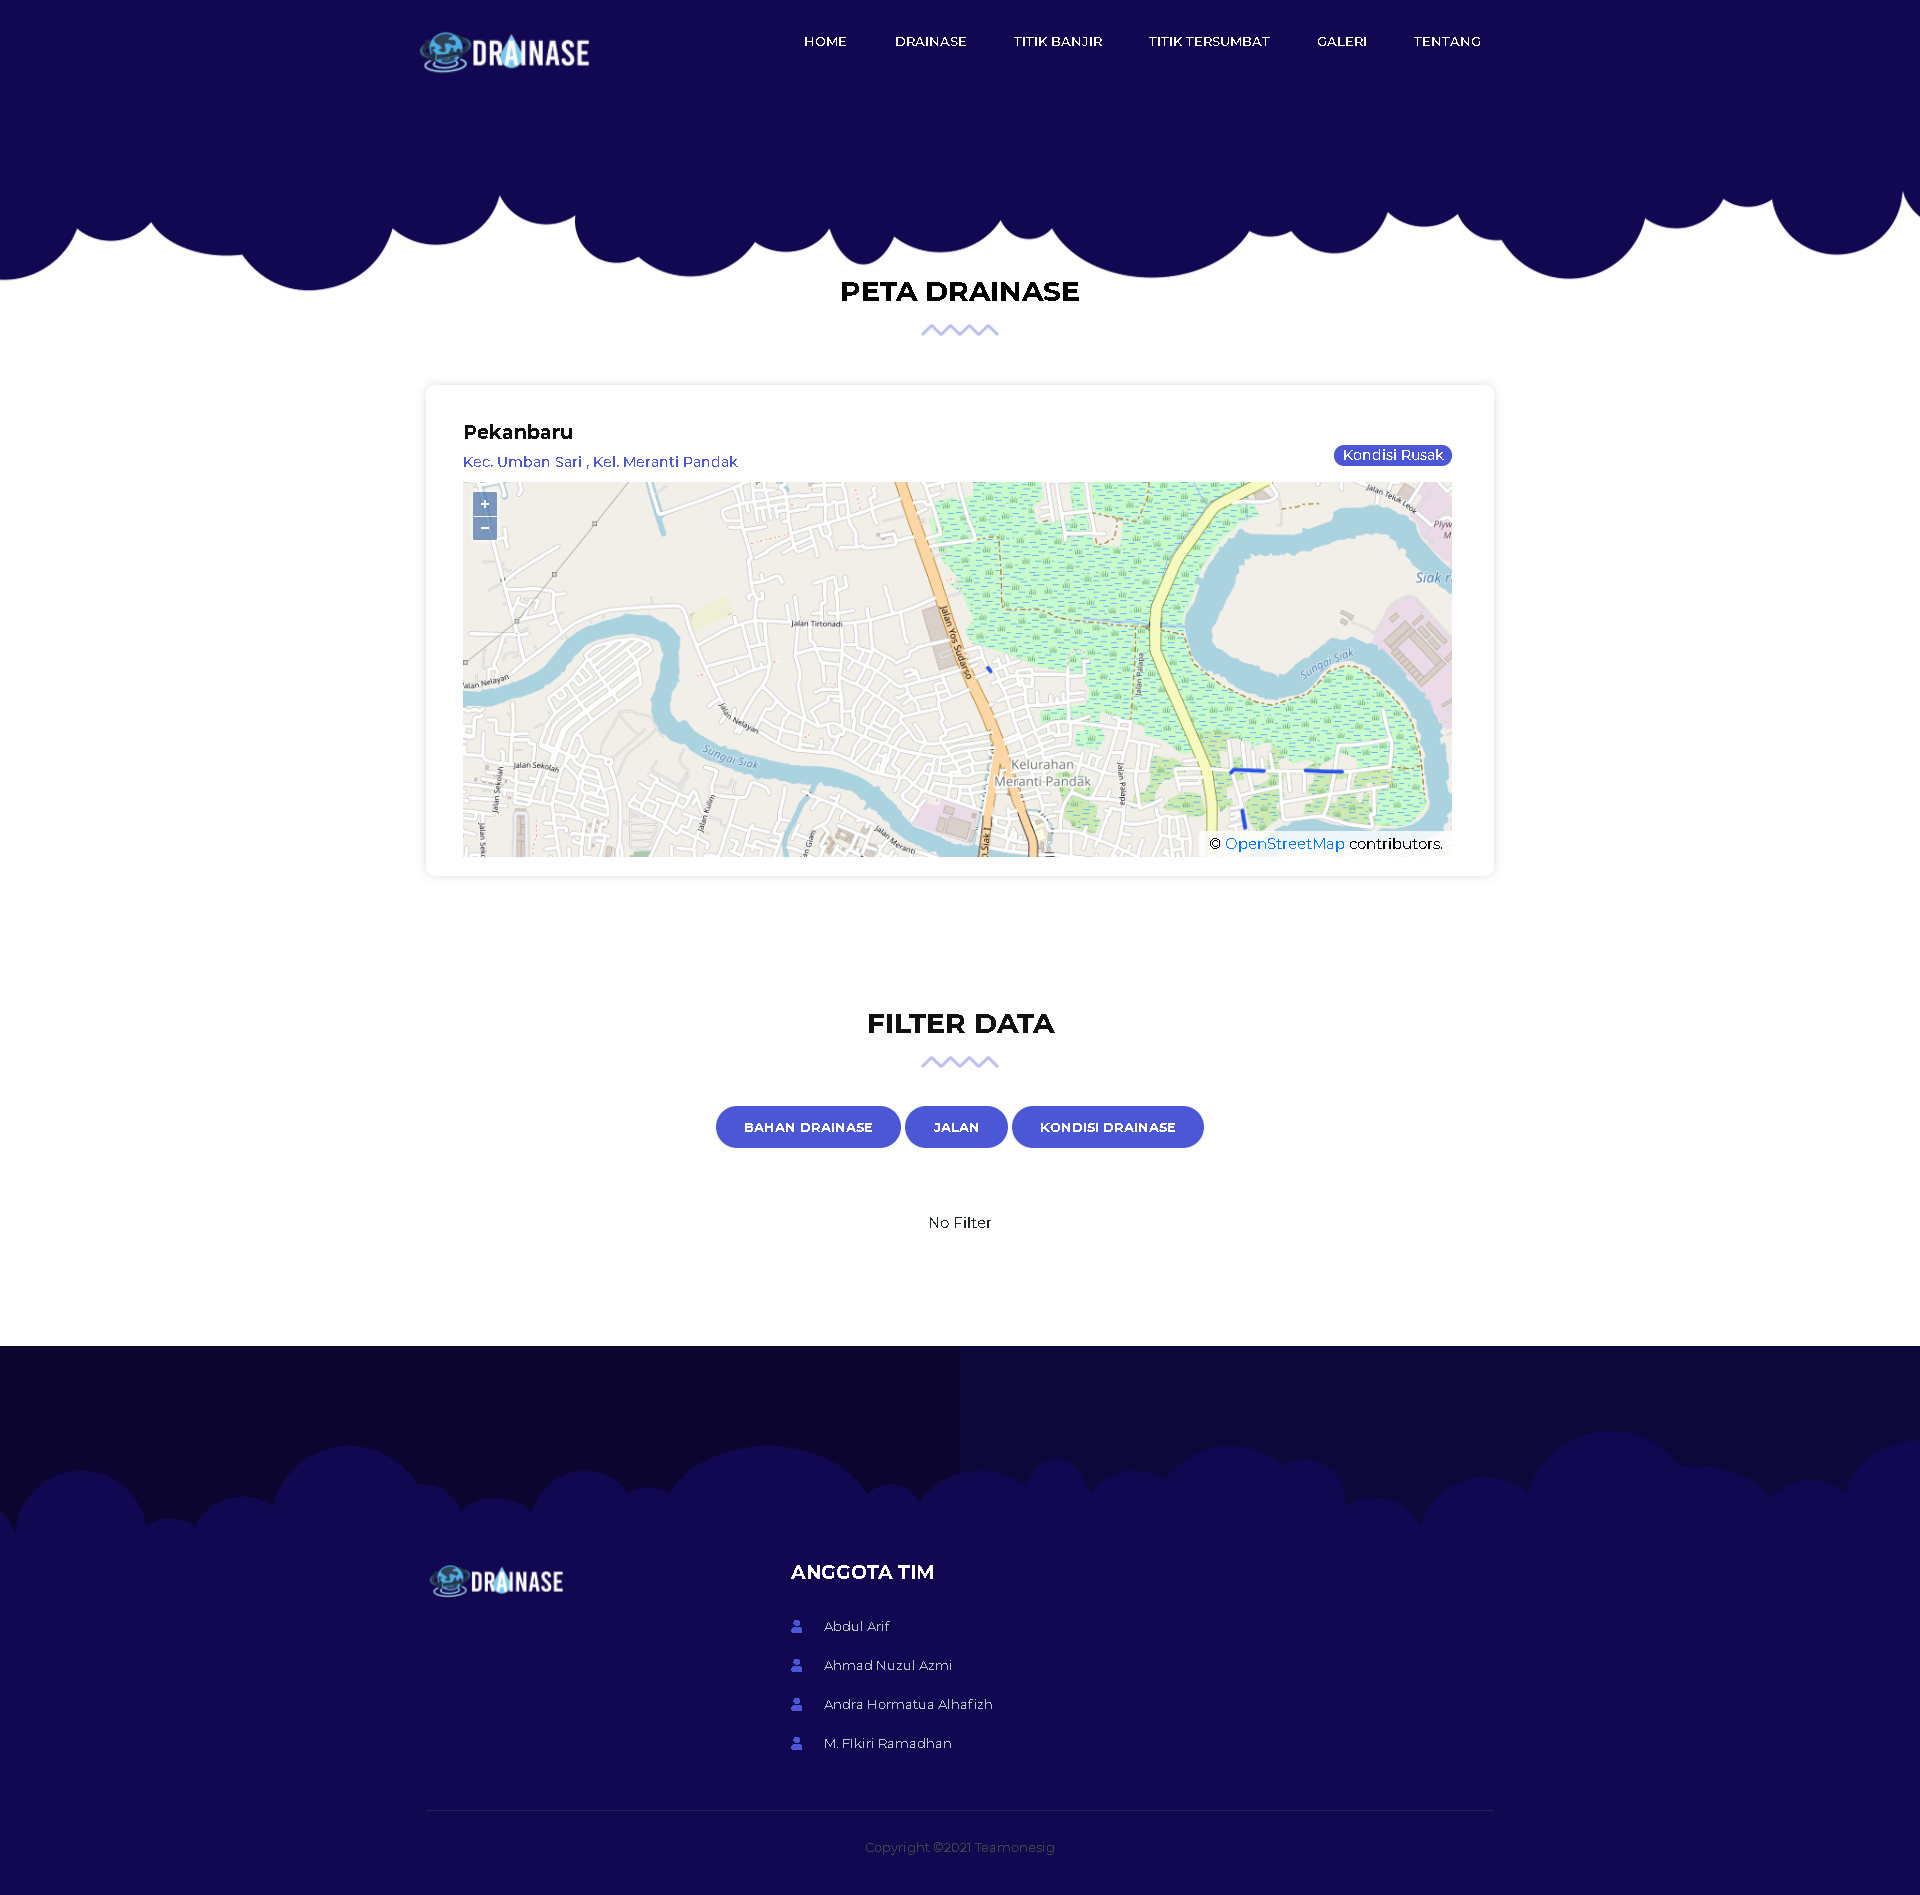 DRAINASE
HOME DRAINASE TITIK BANJIR TITIK TERSUMBAT GALERI TENTANG
PETA DRAINASE
Pekanbaru
Kec. Umban Sari , Kel. Meranti Pandak
Kondisi Rusak
+
−
Jalan Teluk Leok
Siak
Jalan Yos Sudarso
Jalan Tirtonadi
Sungai Siak
Jalan Palapa
Jalan Nelayan
Jalan Nelayan
Sungai Siak
Kelurahan
Meranti Pandak
Jalan Sekolah
Jalan Sekolah
Jalan Palapa
Jalan Kulim
Jalan Meranti
© OpenStreetMap contributors.
FILTER DATA
BAHAN DRAINASE JALAN KONDISI DRAINASE
No Filter
DRAINASE
ANGGOTA TIM
Abdul Arif
Ahmad Nuzul Azmi
Andra Hormatua Alhafizh
M. FIkiri Ramadhan
Copyright ©2021 Teamonesig